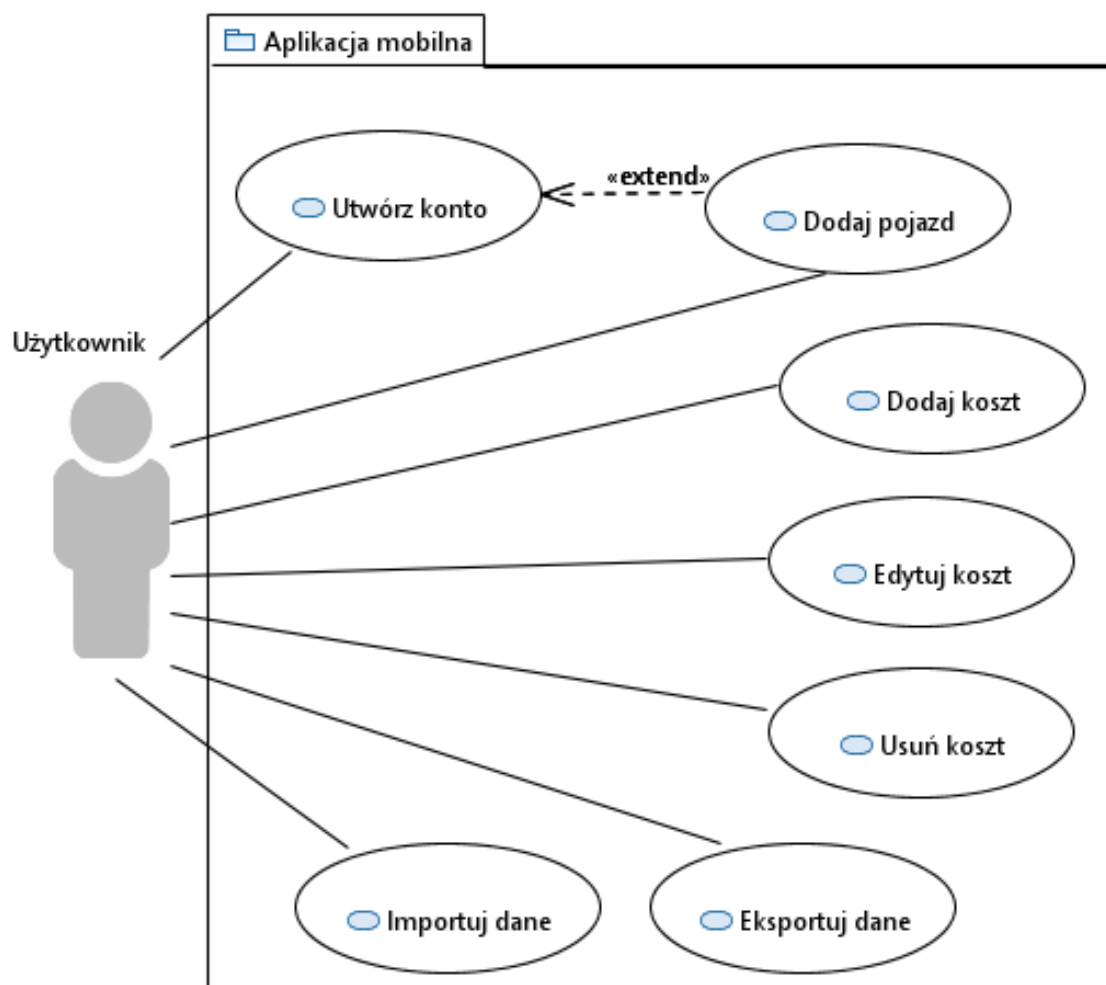 Aplikacja mobilna
«extend»
Utwórz konto
Dodaj pojazd
Użytkownik
Dodaj koszt
Edytuj koszt
Usuń koszt
Importuj dane
Eksportuj dane